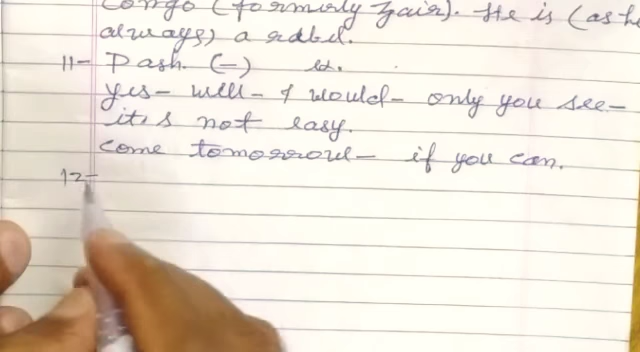 Congo (formerly Zair). He is (as he
always) a rebel.
11- Dash. (-) ex.
Yes- well- I would- only you see-
it,s not easy.
Come tomorrow- if you can.
12-